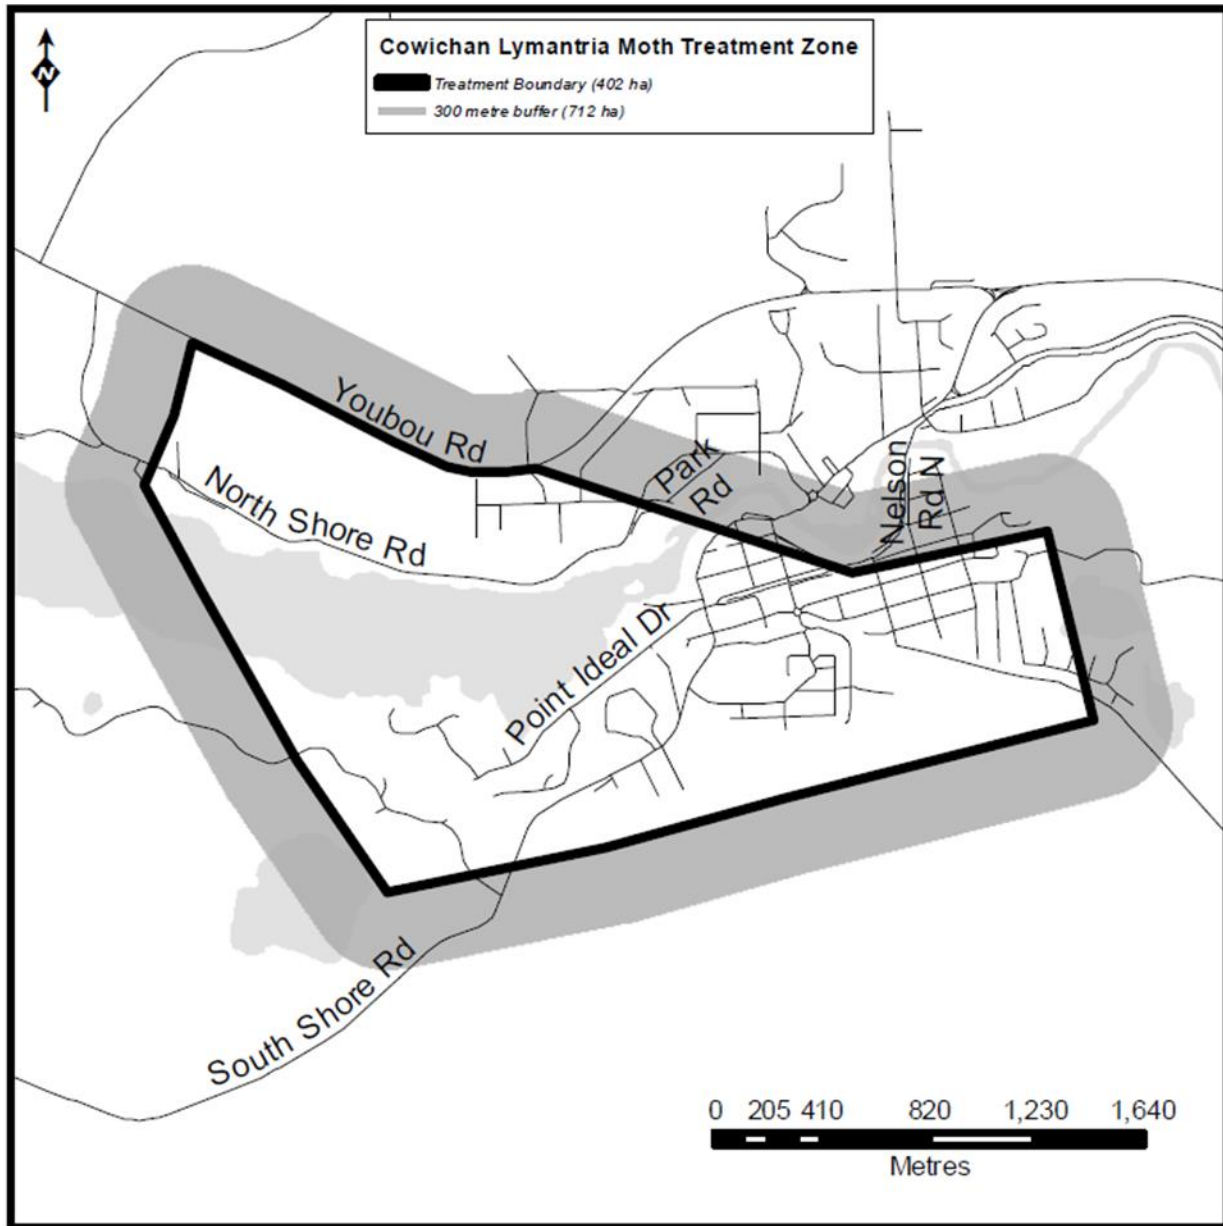 N
Cowichan Lymantria Moth Treatment Zone
Treatment Boundary (402 ha)
300 metre buffer (712 ha)
Youbou Rd
North Shore Rd
Park
Rd
Nelson
Rd N
Point Ideal Dr
South Shore Rd
0 205 410 820 1,230 1,640
Metres